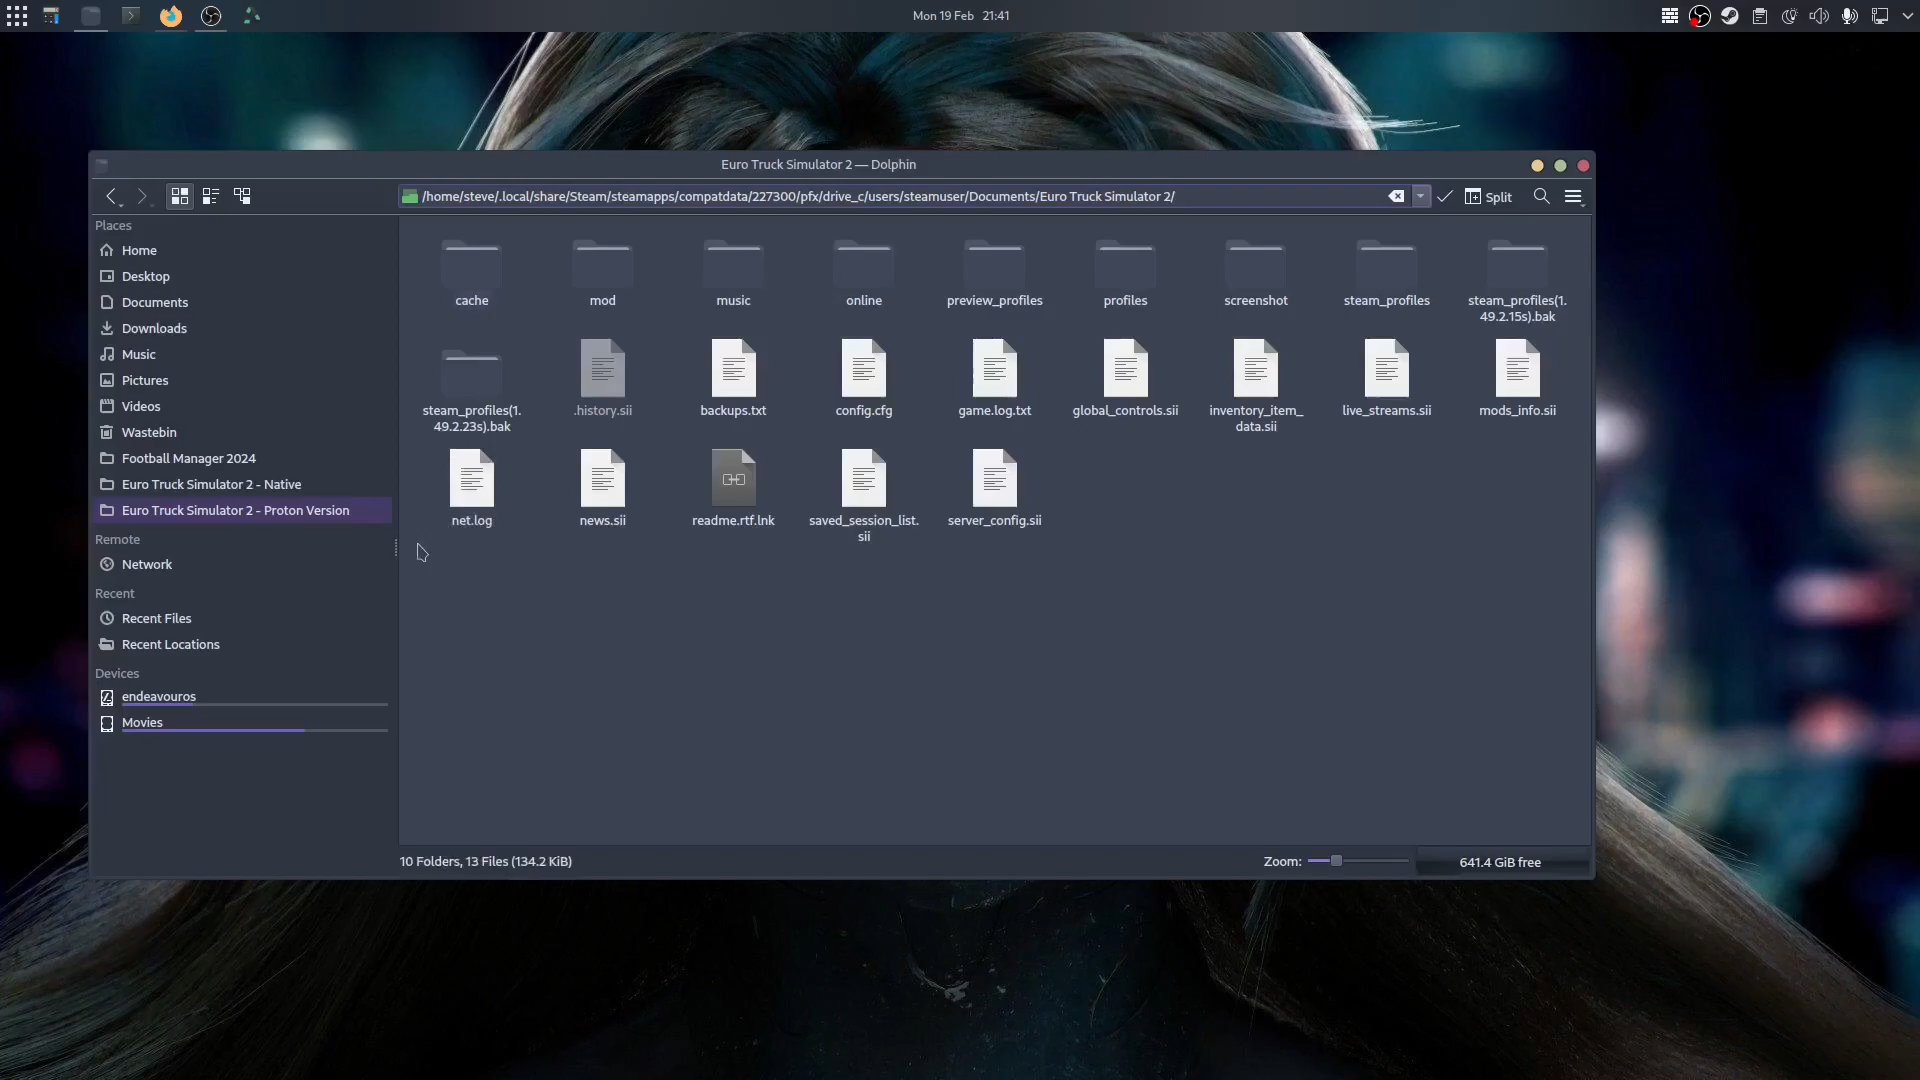 Mon 19 Feb 21:41
Euro Truck Simulator 2 — Dolphin
/home/steve/.local/share/Steam/steamapps/compatdata/227300/pfx/drive_c/users/steamuser/Documents/Euro Truck Simulator 2/
Split
Places
Home
Desktop
Documents
Downloads
Music
Pictures
Videos
Wastebin
Football Manager 2024
Euro Truck Simulator 2 - Native
Euro Truck Simulator 2 - Proton Version
Remote
Network
Recent
Recent Files
Recent Locations
Devices
endeavouros
Movies
cache
mod
music
online
preview_profiles
profiles
screenshot
steam_profiles
steam_profiles(1.
49.2.15s).bak
steam_profiles(1.
49.2.23s).bak
.history.sii
backups.txt
config.cfg
game.log.txt
global_controls.sii
inventory_item_
data.sii
live_streams.sii
mods_info.sii
net.log
news.sii
readme.rtf.lnk
saved_session_list.
sii
server_config.sii
10 Folders, 13 Files (134.2 KiB)
Zoom:
641.4 GiB free